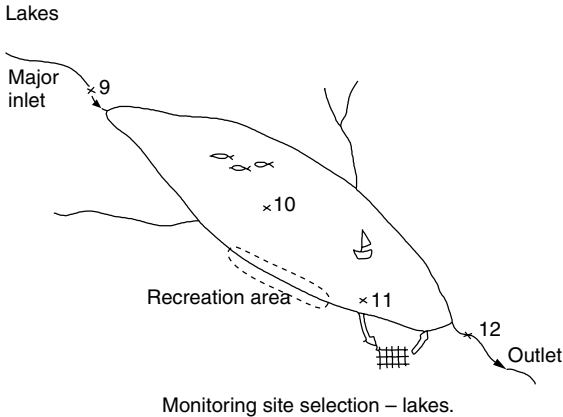 Lakes
Major
inlet
9
10
Recreation area
11
12
Outlet
Monitoring site selection – lakes.